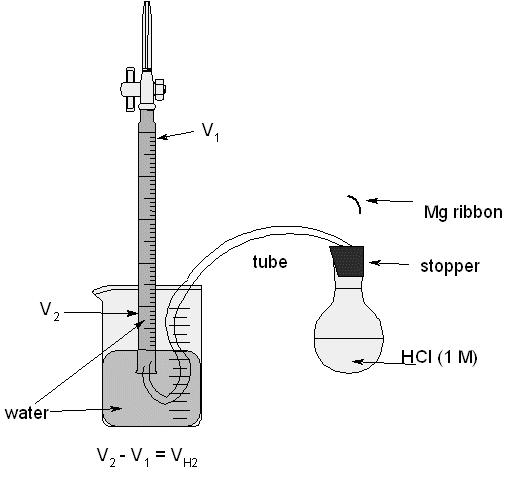 V1
Mg ribbon
tube
stopper
V2
HCl (1 M)
water
V2 - V1 = VH2